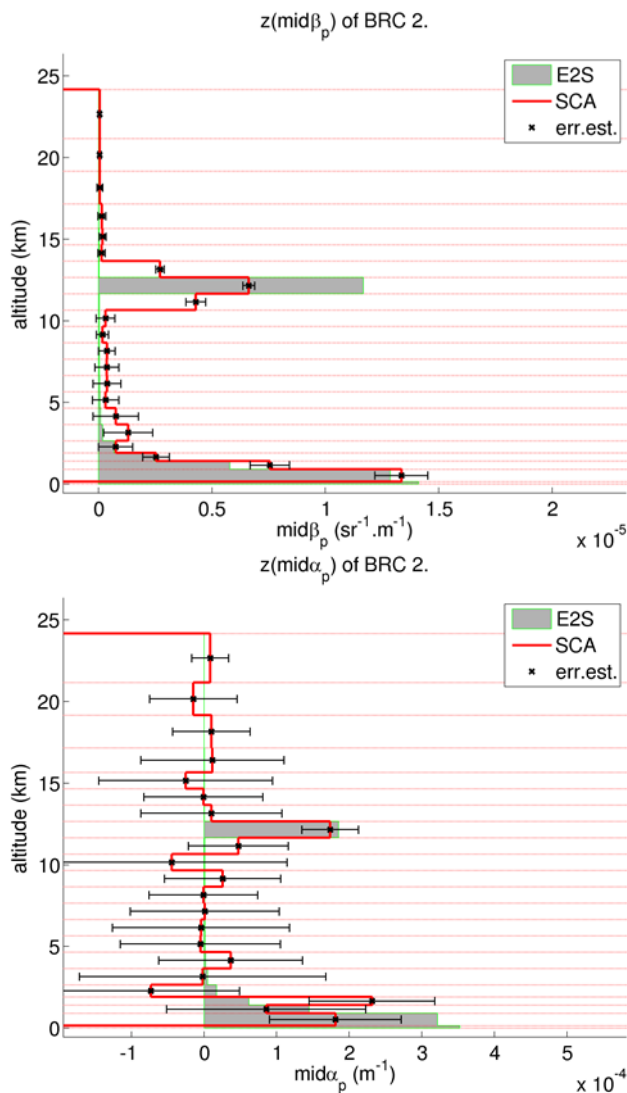 z(midβp) of BRC 2.
E2S
SCA
err.est.
altitude (km)
25
20
15
10
5
0
0
0.5
1
1.5
2
midβp (sr⁻¹.m⁻¹)
x 10⁻⁵
z(midαp) of BRC 2.
E2S
SCA
err.est.
altitude (km)
25
20
15
10
5
0
-1
0
1
2
3
4
5
midαp (m⁻¹)
x 10⁻⁴